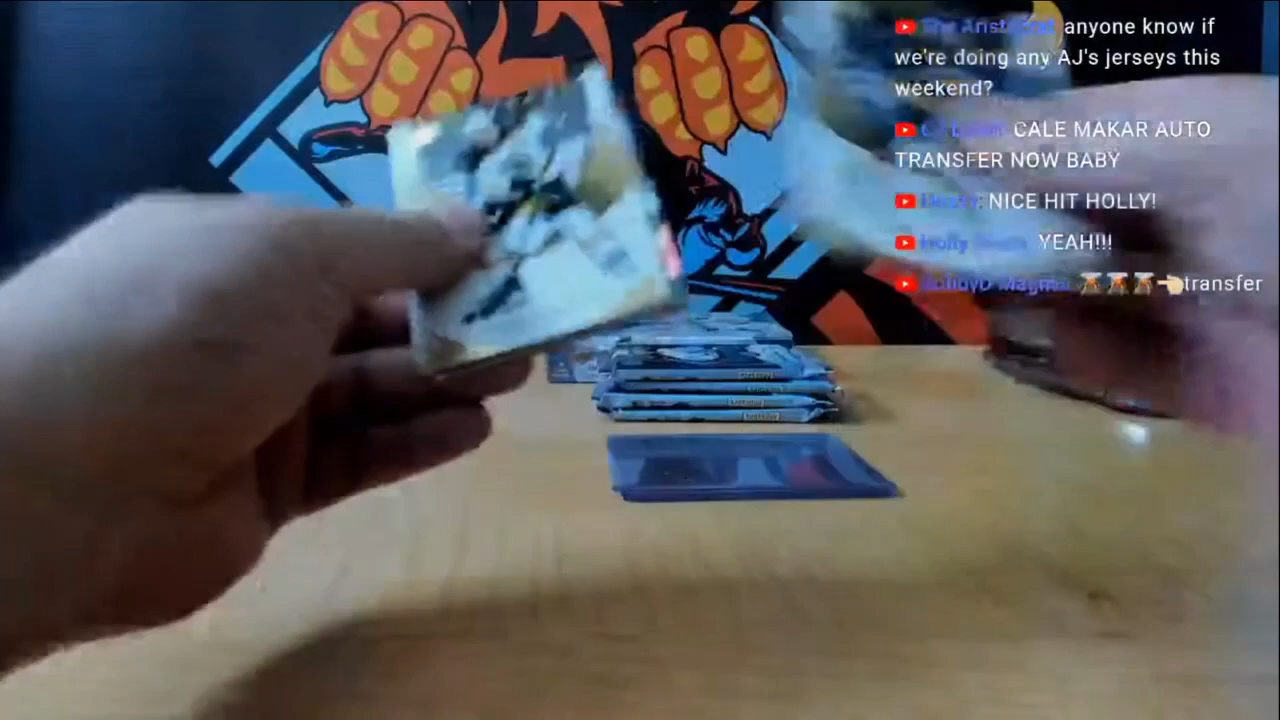 anyone know if
we're doing any AJ's jerseys this
weekend?
CALE MAKAR AUTO
TRANSFER NOW BABY
NICE HIT HOLLY!
Holly YEAH!!!
transfer